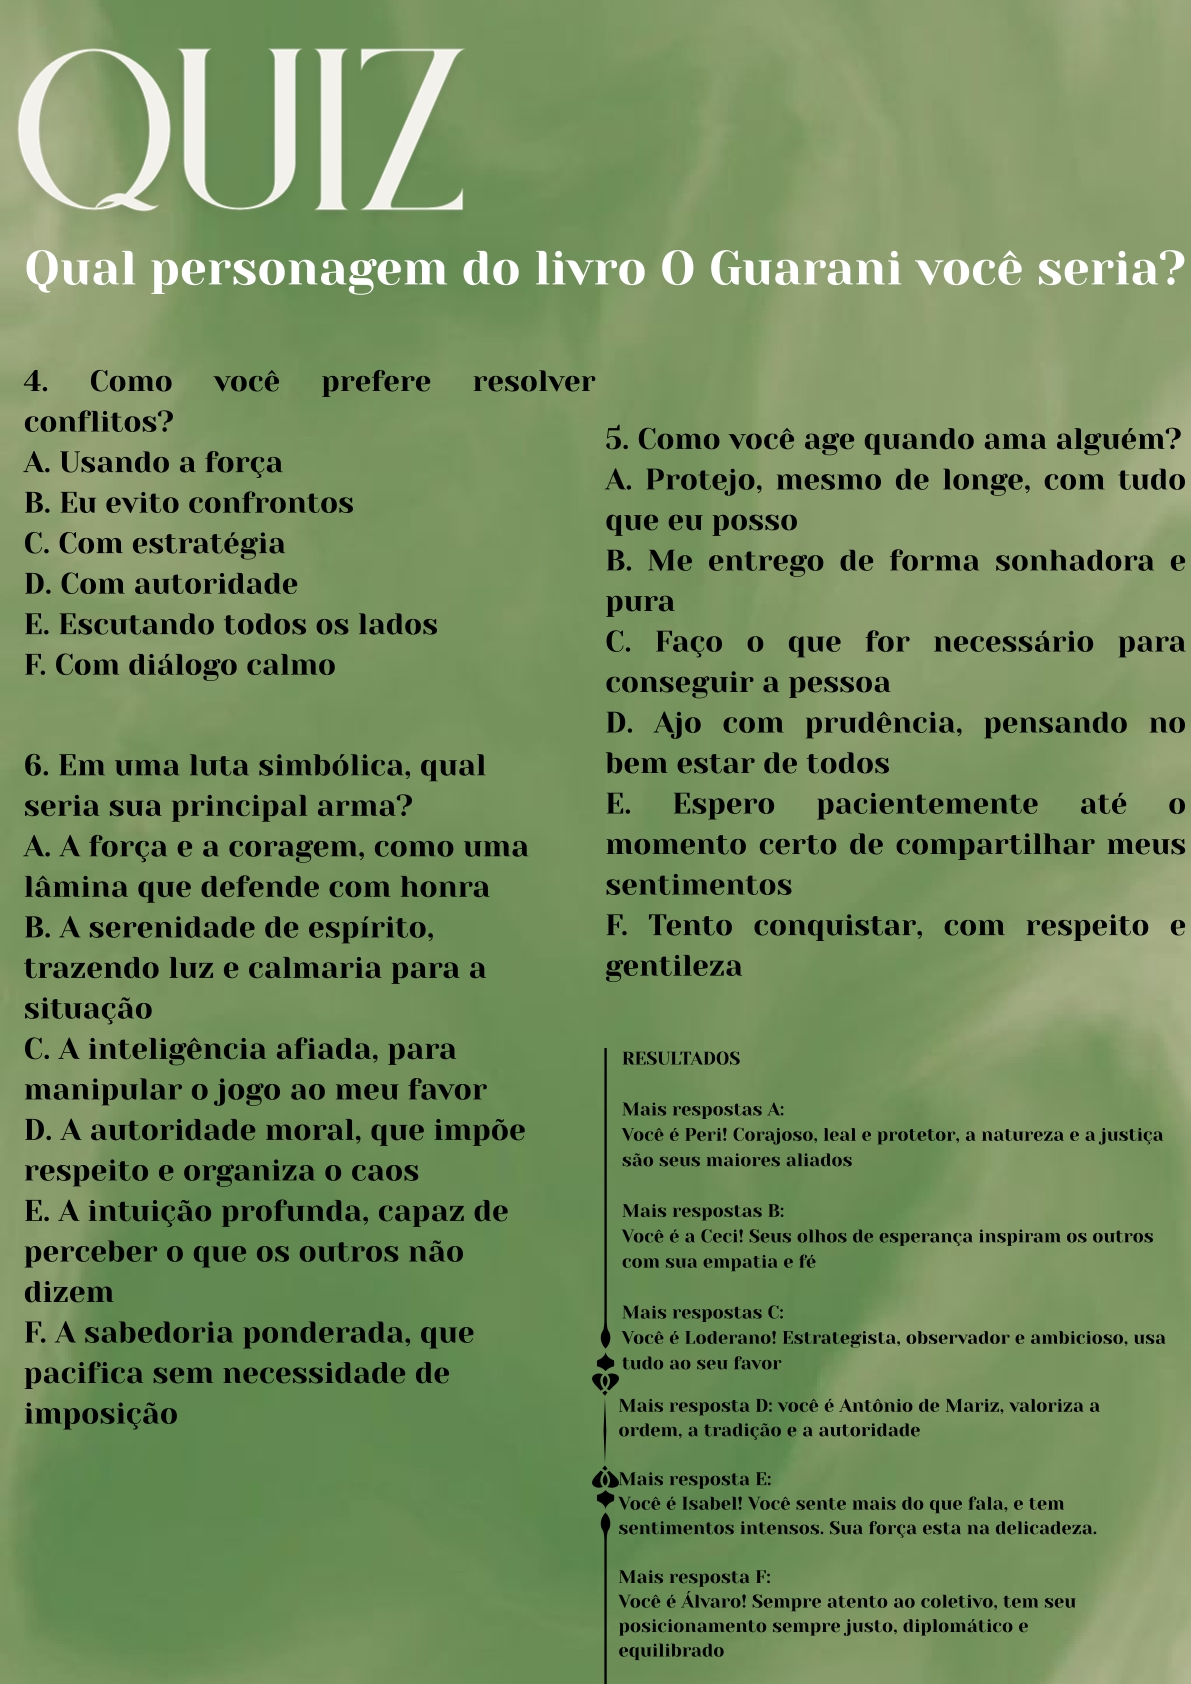 QUIZ
Qual personagem do livro O Guarani você seria?
4. Como você prefere resolver
conflitos?
A. Usando a força
B. Eu evito confrontos
C. Com estratégia
D. Com autoridade
E. Escutando todos os lados
F. Com diálogo calmo
6. Em uma luta simbólica, qual
seria sua principal arma?
A. A força e a coragem, como uma
lâmina que defende com honra
B. A serenidade de espírito,
trazendo luz e calmaria para a
situação
C. A inteligência afiada, para
manipular o jogo ao meu favor
D. A autoridade moral, que impõe
respeito e organiza o caos
E. A intuição profunda, capaz de
perceber o que os outros não
dizem
F. A sabedoria ponderada, que
pacifica sem necessidade de
imposição
5. Como você age quando ama alguém?
A. Protejo, mesmo de longe, com tudo
que eu posso
B. Me entrego de forma sonhadora e
pura
C. Faço o que for necessário para
conseguir a pessoa
D. Ajo com prudência, pensando no
bem estar de todos
E. Espero pacientemente até o
momento certo de compartilhar meus
sentimentos
F. Tento conquistar, com respeito e
gentileza
RESULTADOS
Mais respostas A:
Você é Peri! Corajoso, leal e protetor, a natureza e a justiça
são seus maiores aliados
Mais respostas B:
Você é a Ceci! Seus olhos de esperança inspiram os outros
com sua empatia e fé
Mais respostas C:
Você é Loderano! Estrategista, observador e ambicioso, usa
tudo ao seu favor
Mais resposta D: você é Antônio de Mariz, valoriza a
ordem, a tradição e a autoridade
Mais resposta E:
Você é Isabel! Você sente mais do que fala, e tem
sentimentos intensos. Sua força esta na delicadeza.
Mais resposta F:
Você é Álvaro! Sempre atento ao coletivo, tem seu
posicionamento sempre justo, diplomático e
equilibrado